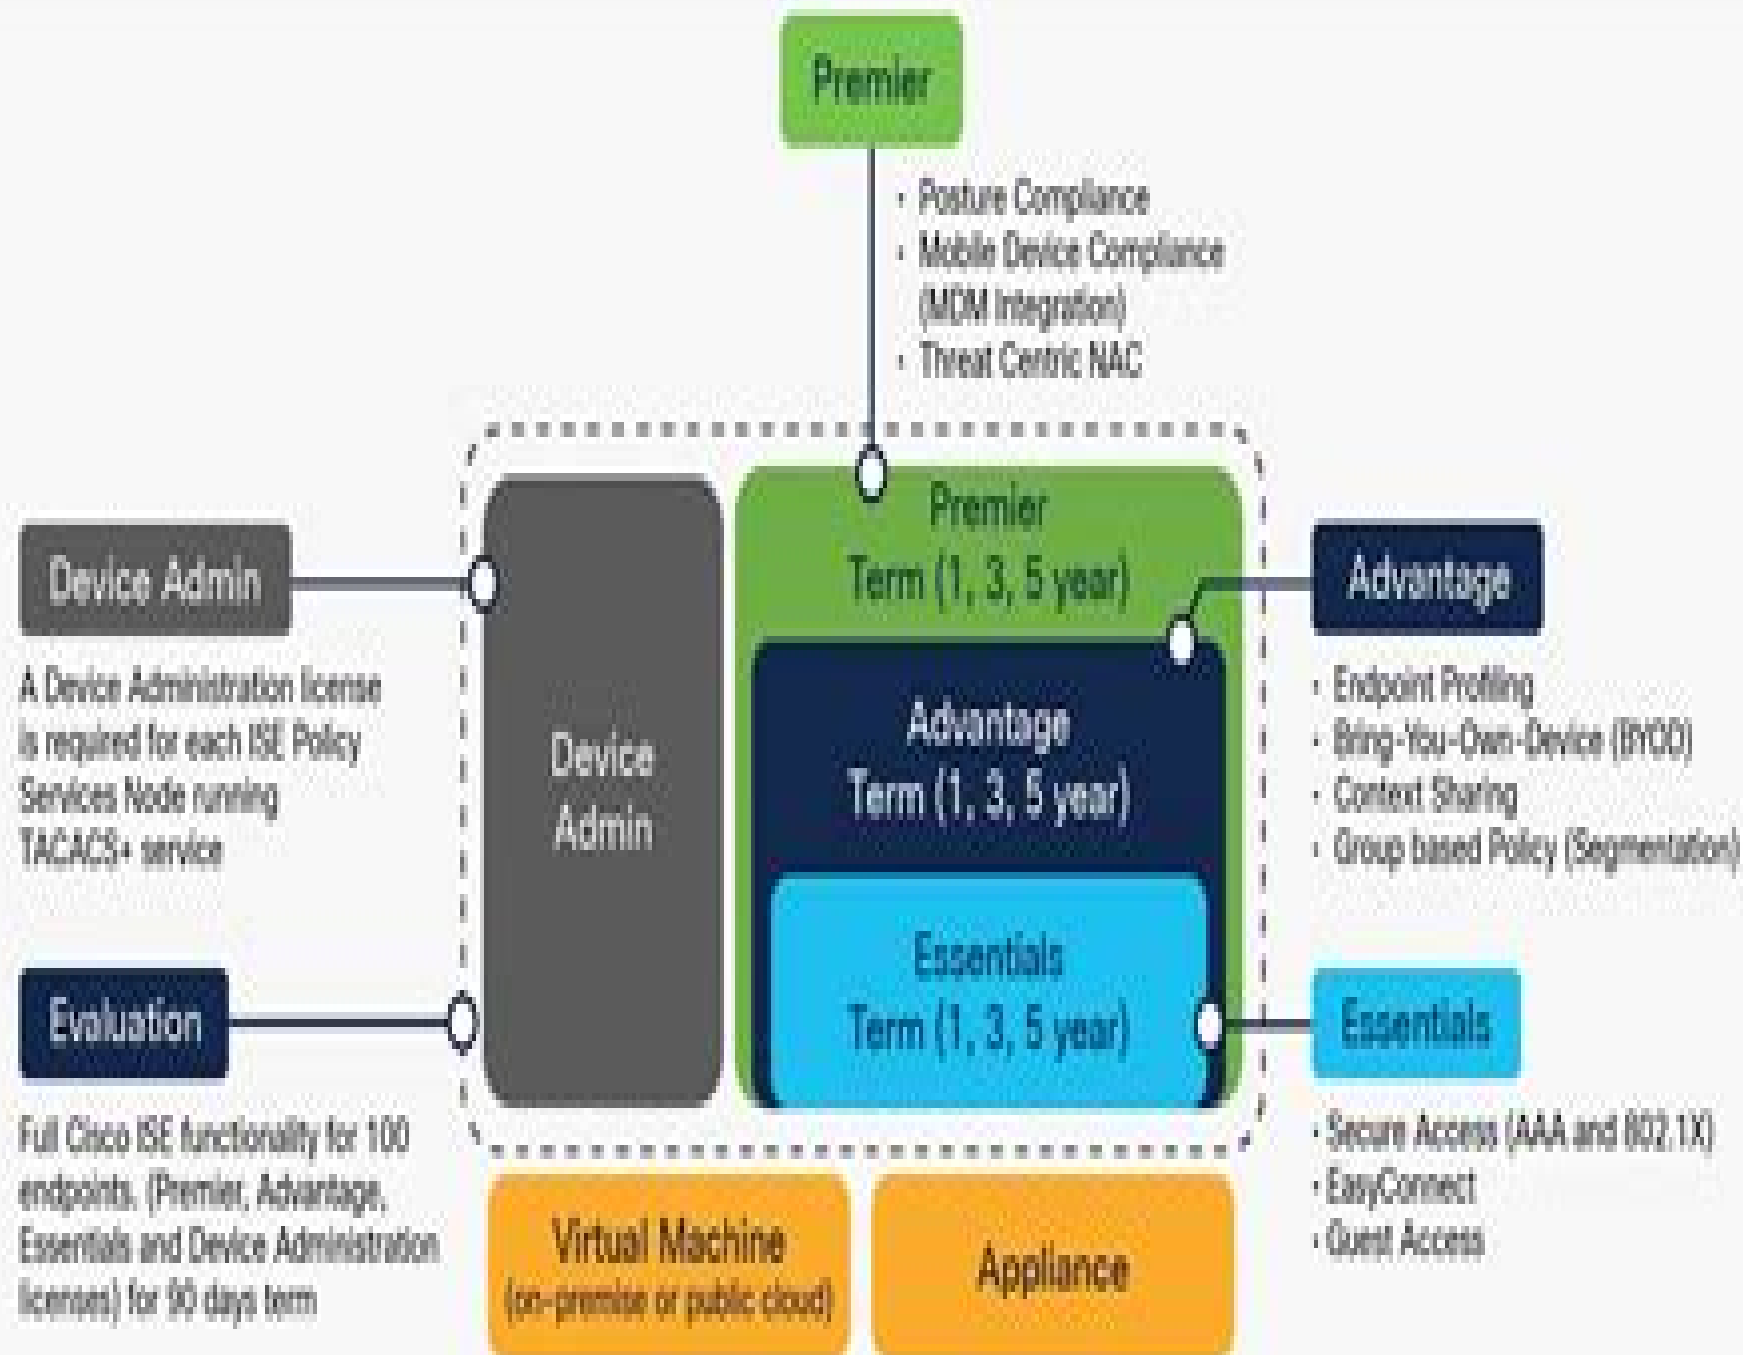 Premier
• Posture Compliance
• Mobile Device Compliance
(MDM Integration)
• Threat Centric NAC
Device Admin
A Device Administration license
is required for each ISE Policy
Services Node running
TACACS+ service
Evaluation
Full Cisco ISE functionality for 100
endpoints. (Premier, Advantage,
Essentials and Device Administration
licenses) for 90 days term
Device
Admin
Premier
Term (1, 3, 5 year)
Advantage
Term (1, 3, 5 year)
Essentials
Term (1, 3, 5 year)
Advantage
• Endpoint Profiling
• Bring-You-Own-Device (BYOD)
• Context Sharing
• Group based Policy (Segmentation)
Essentials
• Secure Access (AAA and 802.1X)
• EasyConnect
• Guest Access
Virtual Machine
(on-premise or public cloud)
Appliance